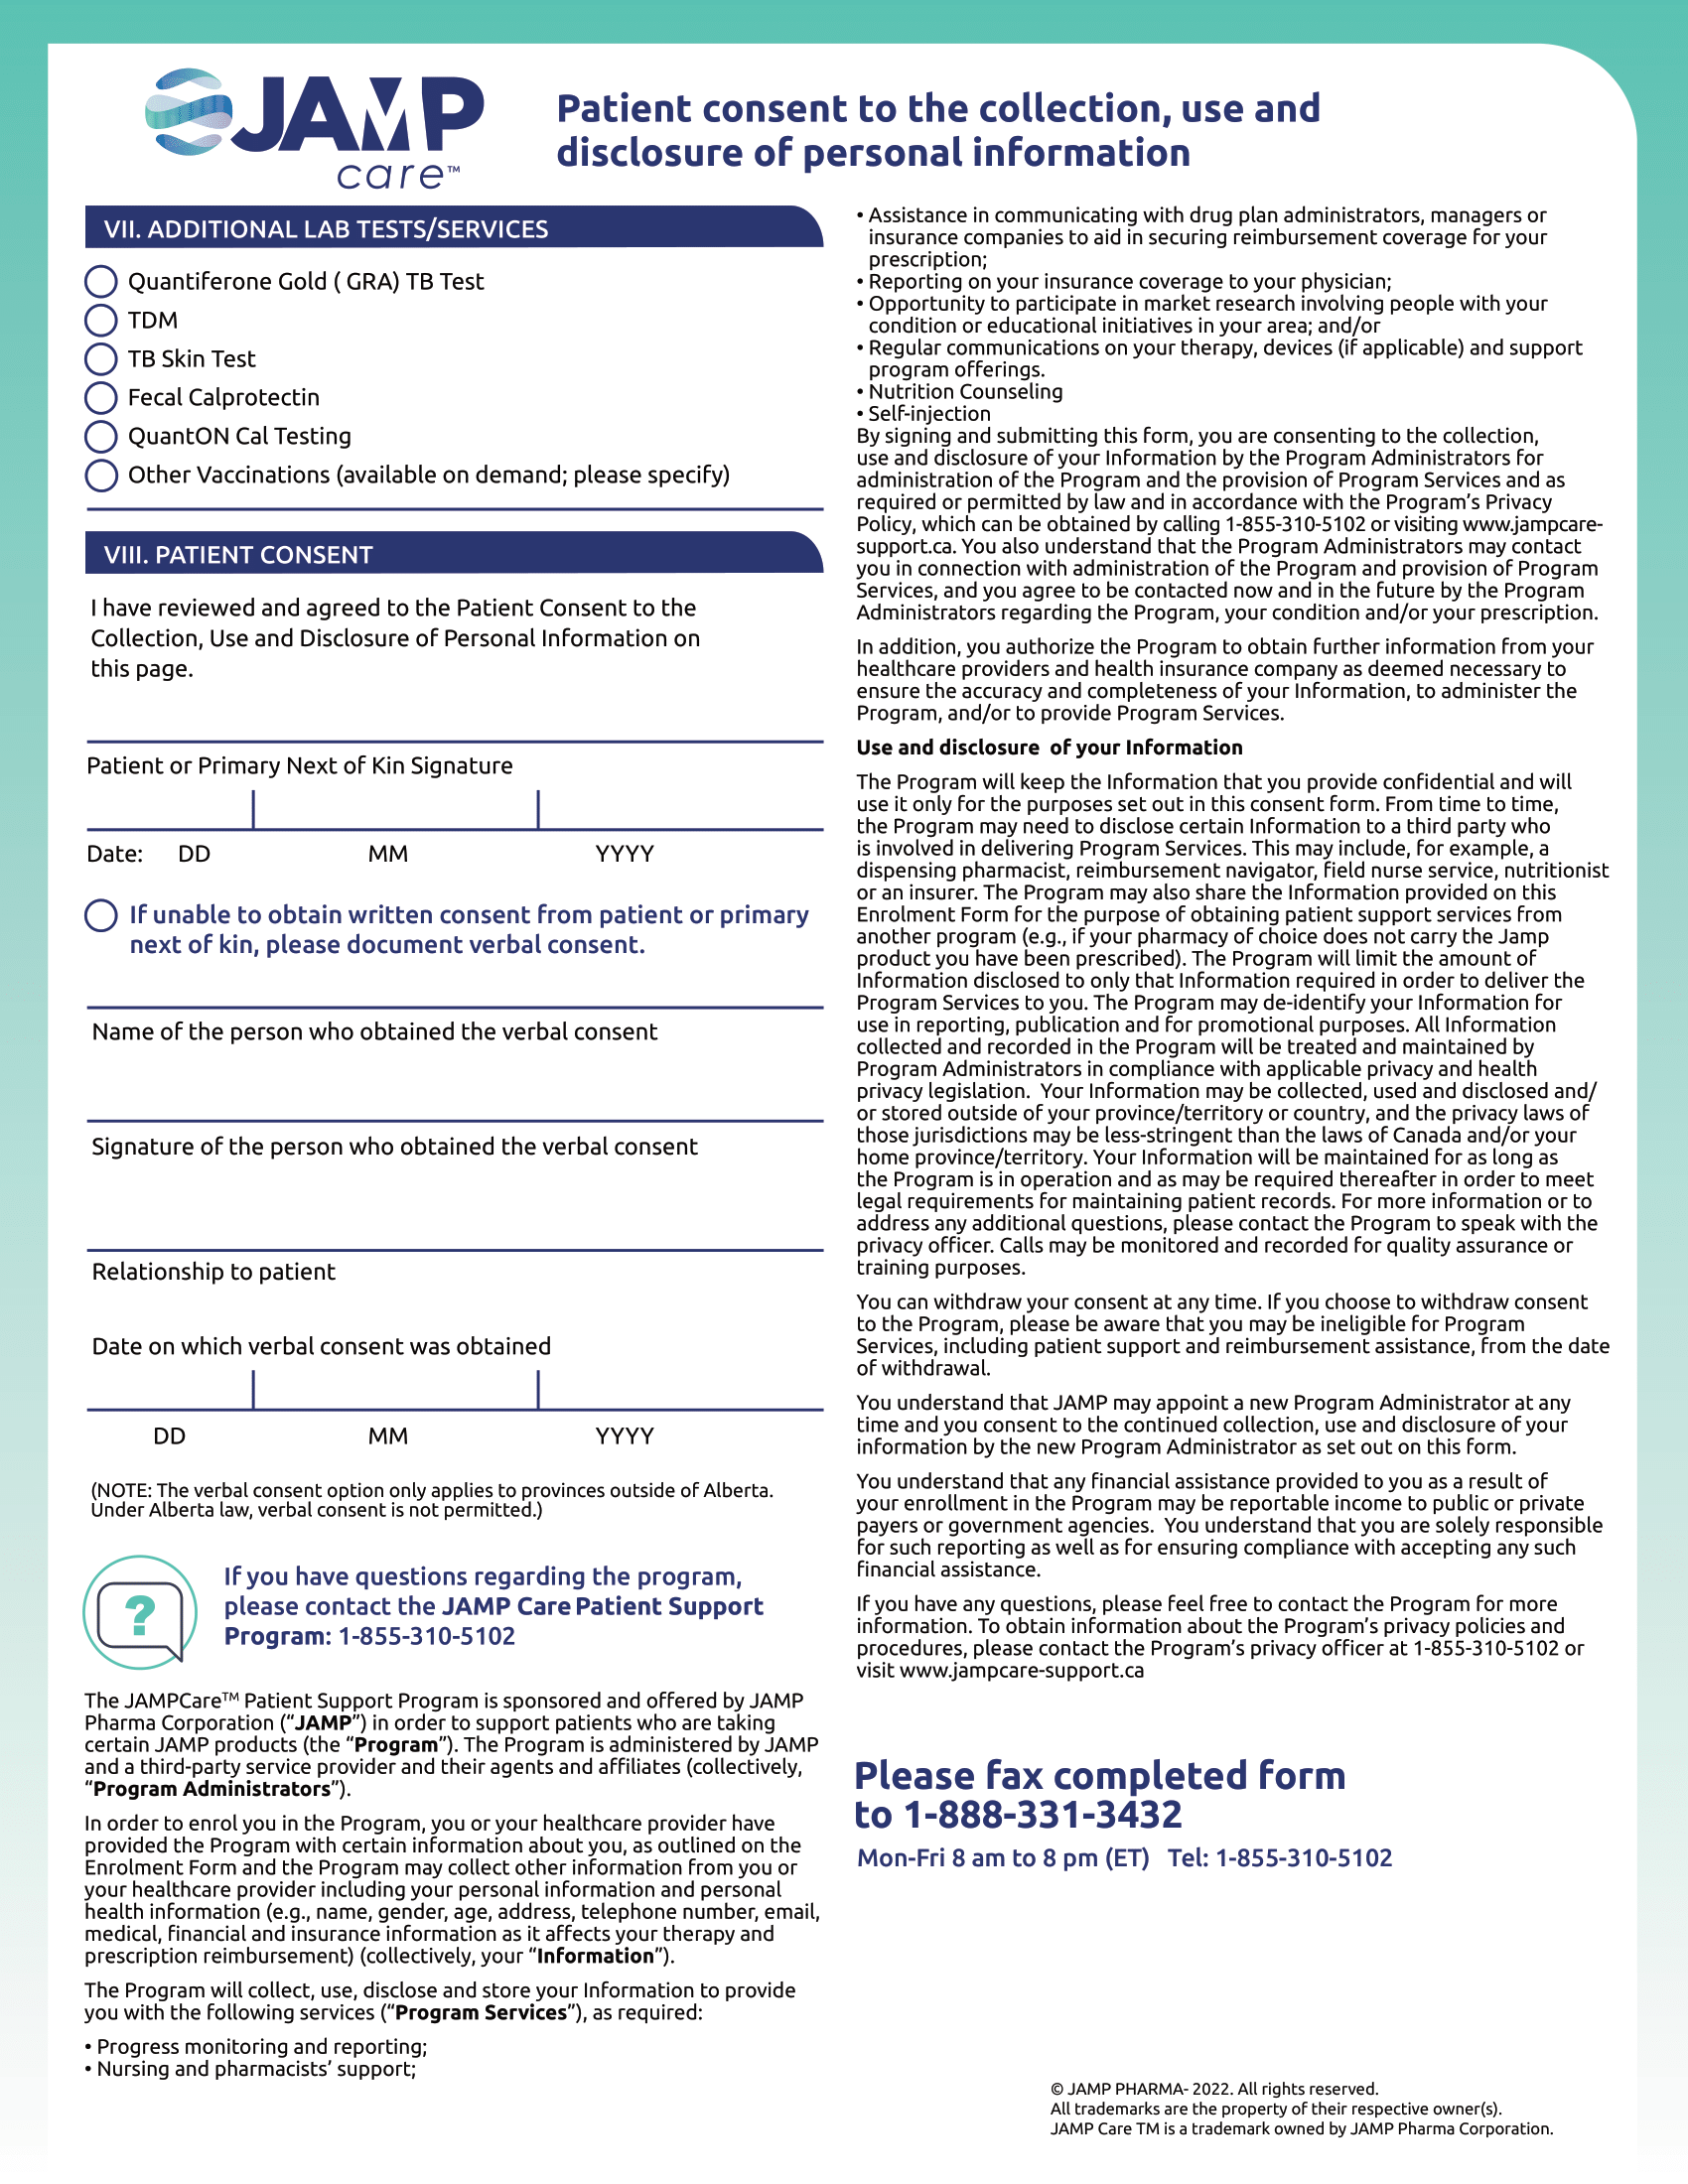 JAMP
care™
Patient consent to the collection, use and
disclosure of personal information
VII. ADDITIONAL LAB TESTS/SERVICES
Quantiferone Gold ( GRA) TB Test
TDM
TB Skin Test
Fecal Calprotectin
QuantON Cal Testing
Other Vaccinations (available on demand; please specify)
VIII. PATIENT CONSENT
I have reviewed and agreed to the Patient Consent to the
Collection, Use and Disclosure of Personal Information on
this page.
Patient or Primary Next of Kin Signature
Date: DD MM YYYY
If unable to obtain written consent from patient or primary
next of kin, please document verbal consent.
Name of the person who obtained the verbal consent
Signature of the person who obtained the verbal consent
Relationship to patient
Date on which verbal consent was obtained
DD MM YYYY
(NOTE: The verbal consent option only applies to provinces outside of Alberta.
Under Alberta law, verbal consent is not permitted.)
?
If you have questions regarding the program,
please contact the JAMP Care Patient Support
Program: 1-855-310-5102
The JAMPCare™ Patient Support Program is sponsored and offered by JAMP
Pharma Corporation (“JAMP”) in order to support patients who are taking
certain JAMP products (the “Program”). The Program is administered by JAMP
and a third-party service provider and their agents and affiliates (collectively,
“Program Administrators”).
In order to enrol you in the Program, you or your healthcare provider have
provided the Program with certain information about you, as outlined on the
Enrolment Form and the Program may collect other information from you or
your healthcare provider including your personal information and personal
health information (e.g., name, gender, age, address, telephone number, email,
medical, financial and insurance information as it affects your therapy and
prescription reimbursement) (collectively, your “Information”).
The Program will collect, use, disclose and store your Information to provide
you with the following services (“Program Services”), as required:
• Progress monitoring and reporting;
• Nursing and pharmacists’ support;
• Assistance in communicating with drug plan administrators, managers or
insurance companies to aid in securing reimbursement coverage for your
prescription;
• Reporting on your insurance coverage to your physician;
• Opportunity to participate in market research involving people with your
condition or educational initiatives in your area; and/or
• Regular communications on your therapy, devices (if applicable) and support
program offerings.
• Nutrition Counseling
• Self-injection
By signing and submitting this form, you are consenting to the collection,
use and disclosure of your Information by the Program Administrators for
administration of the Program and the provision of Program Services and as
required or permitted by law and in accordance with the Program’s Privacy
Policy, which can be obtained by calling 1-855-310-5102 or visiting www.jampcare-
support.ca. You also understand that the Program Administrators may contact
you in connection with administration of the Program and provision of Program
Services, and you agree to be contacted now and in the future by the Program
Administrators regarding the Program, your condition and/or your prescription.
In addition, you authorize the Program to obtain further information from your
healthcare providers and health insurance company as deemed necessary to
ensure the accuracy and completeness of your Information, to administer the
Program, and/or to provide Program Services.
Use and disclosure of your Information
The Program will keep the Information that you provide confidential and will
use it only for the purposes set out in this consent form. From time to time,
the Program may need to disclose certain Information to a third party who
is involved in delivering Program Services. This may include, for example, a
dispensing pharmacist, reimbursement navigator, field nurse service, nutritionist
or an insurer. The Program may also share the Information provided on this
Enrolment Form for the purpose of obtaining patient support services from
another program (e.g., if your pharmacy of choice does not carry the Jamp
product you have been prescribed). The Program will limit the amount of
Information disclosed to only that Information required in order to deliver the
Program Services to you. The Program may de-identify your Information for
use in reporting, publication and for promotional purposes. All Information
collected and recorded in the Program will be treated and maintained by
Program Administrators in compliance with applicable privacy and health
privacy legislation. Your Information may be collected, used and disclosed and/
or stored outside of your province/territory or country, and the privacy laws of
those jurisdictions may be less-stringent than the laws of Canada and/or your
home province/territory. Your Information will be maintained for as long as
the Program is in operation and as may be required thereafter in order to meet
legal requirements for maintaining patient records. For more information or to
address any additional questions, please contact the Program to speak with the
privacy officer. Calls may be monitored and recorded for quality assurance or
training purposes.
You can withdraw your consent at any time. If you choose to withdraw consent
to the Program, please be aware that you may be ineligible for Program
Services, including patient support and reimbursement assistance, from the date
of withdrawal.
You understand that JAMP may appoint a new Program Administrator at any
time and you consent to the continued collection, use and disclosure of your
information by the new Program Administrator as set out on this form.
You understand that any financial assistance provided to you as a result of
your enrollment in the Program may be reportable income to public or private
payers or government agencies. You understand that you are solely responsible
for such reporting as well as for ensuring compliance with accepting any such
financial assistance.
If you have any questions, please feel free to contact the Program for more
information. To obtain information about the Program’s privacy policies and
procedures, please contact the Program’s privacy officer at 1-855-310-5102 or
visit www.jampcare-support.ca
Please fax completed form
to 1-888-331-3432
Mon-Fri 8 am to 8 pm (ET) Tel: 1-855-310-5102
© JAMP PHARMA- 2022. All rights reserved.
All trademarks are the property of their respective owner(s).
JAMP Care TM is a trademark owned by JAMP Pharma Corporation.